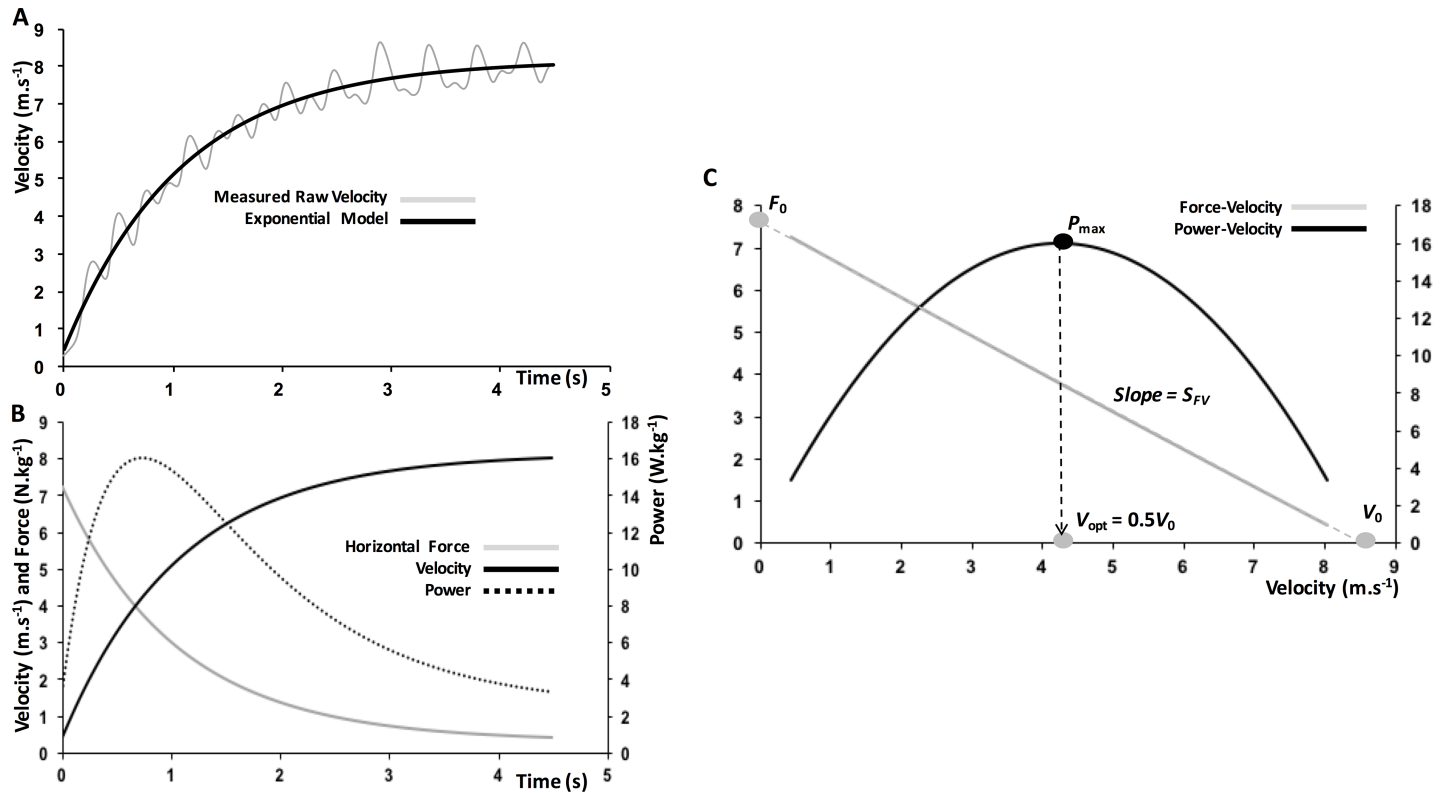 A
Velocity (m.s-1)
9
8
7
6
5
4
3
2
1
0
Measured Raw Velocity
Exponential Model
0 1 2 3 4 5
Time (s)
B
Velocity (m.s-1) and Force (N.kg-1)
9
8
7
6
5
4
3
2
1
0
Horizontal Force
Velocity
Power
18
16
14
12
10
8
6
4
2
0
Power (W.kg-1)
0 1 2 3 4 5
Time (s)
C
8
7
6
5
4
3
2
1
0
F0
Force-Velocity
Power-Velocity
Pmax
Slope = SFV
Vopt = 0.5V0
V0
18
16
14
12
10
8
6
4
2
0
0 1 2 3 4 5 6 7 8 9
Velocity (m.s-1)